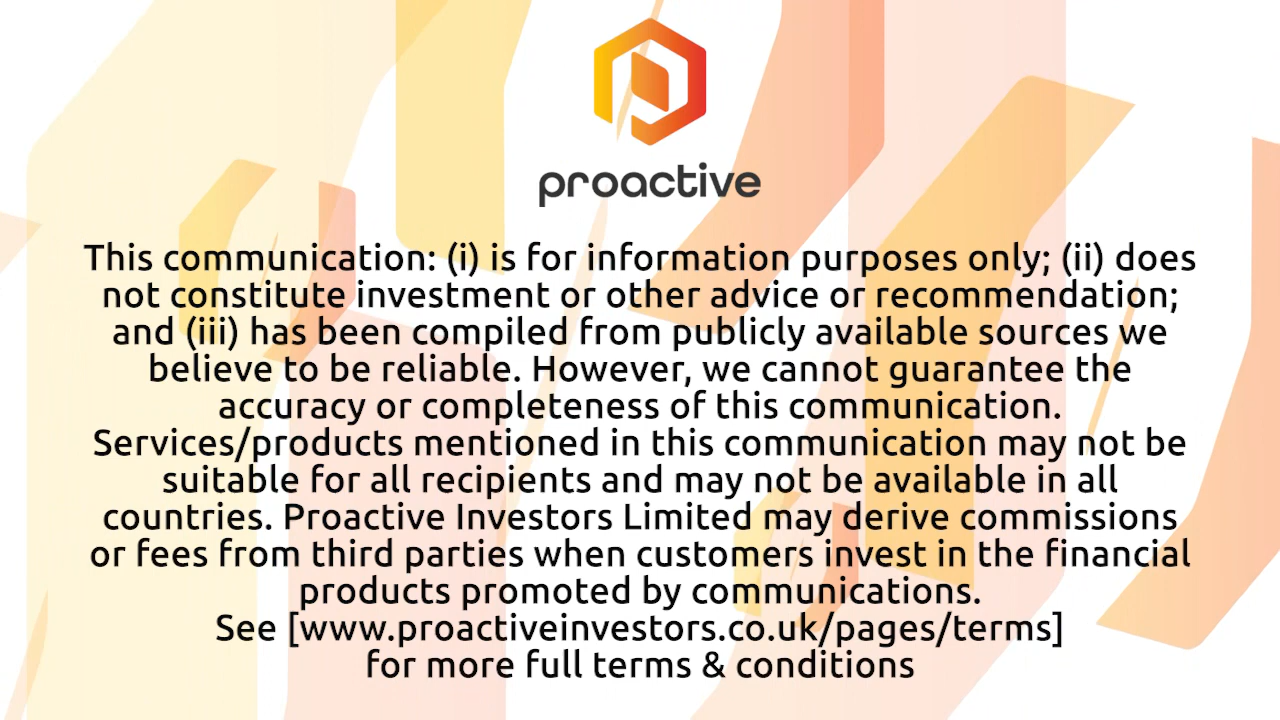 proactive
This communication: (i) is for information purposes only; (ii) does
not constitute investment or other advice or recommendation;
and (iii) has been compiled from publicly available sources we
believe to be reliable. However, we cannot guarantee the
accuracy or completeness of this communication.
Services/products mentioned in this communication may not be
suitable for all recipients and may not be available in all
countries. Proactive Investors Limited may derive commissions
or fees from third parties when customers invest in the financial
products promoted by communications.
See [www.proactiveinvestors.co.uk/pages/terms]
for more full terms & conditions